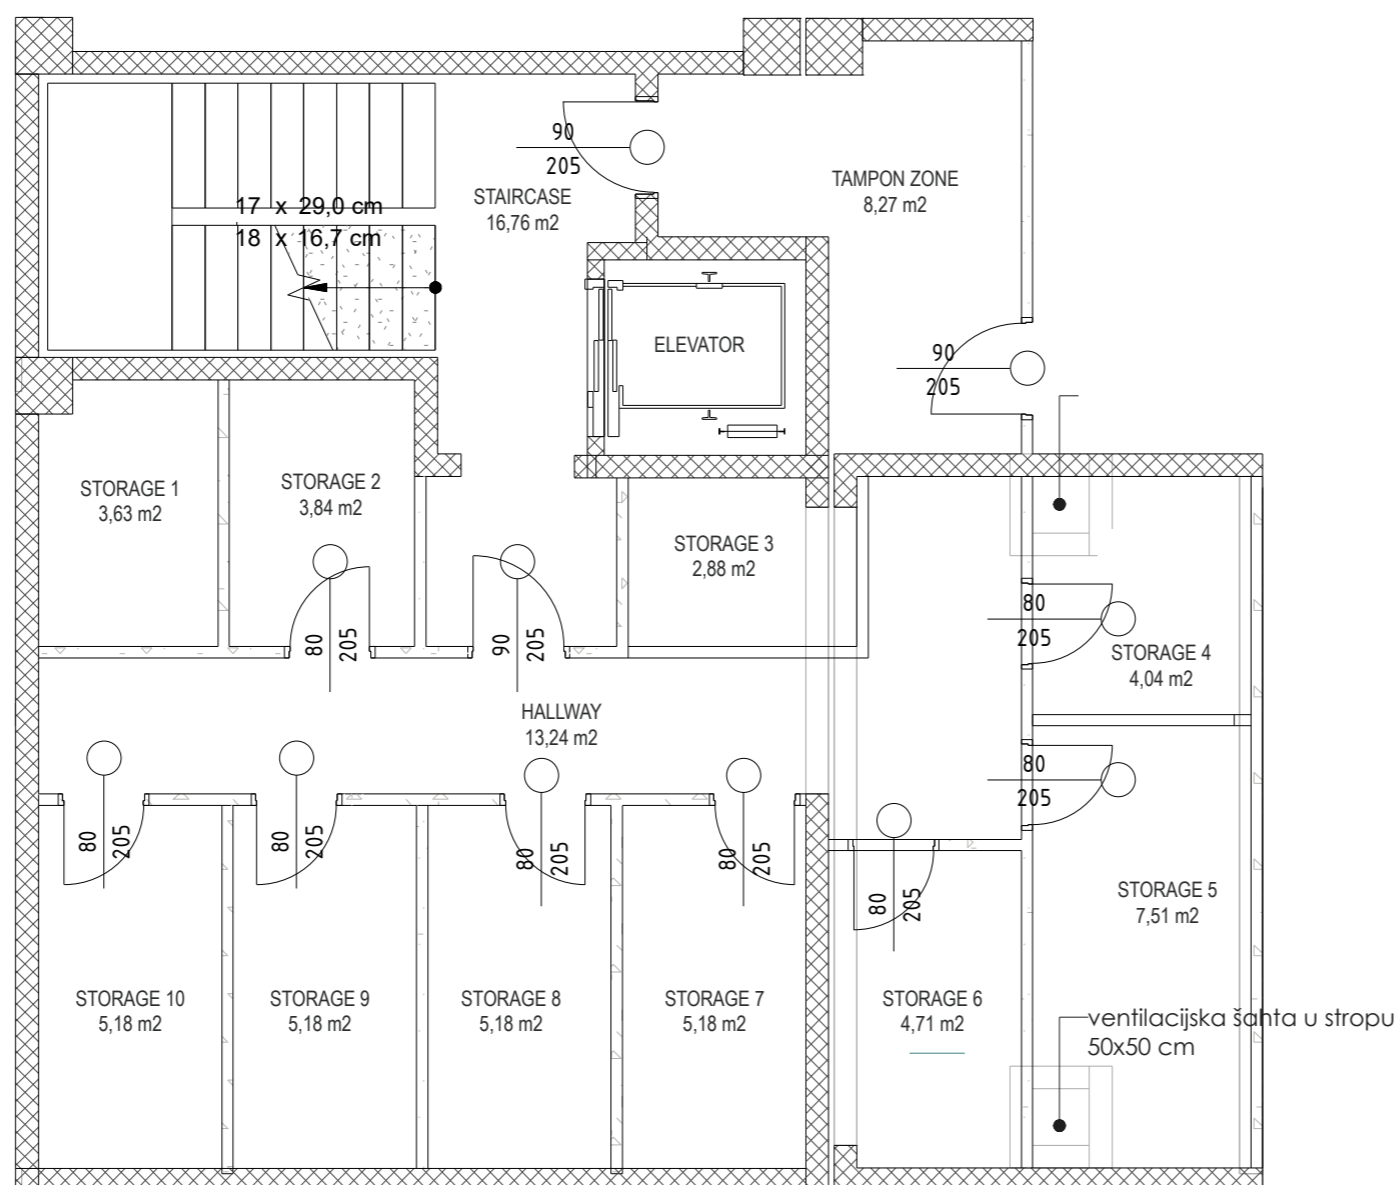 90
205
TAMPON ZONE
8,27 m2
STAIRCASE
16,76 m2
17 x 29,0 cm
18 x 16,7 cm
ELEVATOR
90
205
STORAGE 1
3,63 m2
STORAGE 2
3,84 m2
STORAGE 3
2,88 m2
80
205
90
205
80
205
STORAGE 4
4,04 m2
HALLWAY
13,24 m2
80
205
80
205
80
205
80
205
80
205
80
205
STORAGE 5
7,51 m2
STORAGE 10
5,18 m2
STORAGE 9
5,18 m2
STORAGE 8
5,18 m2
STORAGE 7
5,18 m2
STORAGE 6
4,71 m2
ventilacijska šahta u stropu
50x50 cm